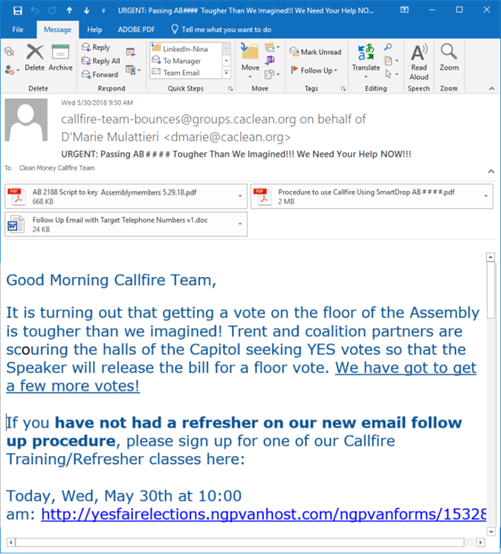 URGENT: Passing AB#### Tougher Than We Imagined!!! We Need Your Help NO...
File Message Help ADOBE PDF Tell me what you want to do
Delete Archive
Reply
Reply All
Forward
LinkedIn-Nina
To Manager
Team Email
Move
Mark Unread
Follow Up
Translate
Read Aloud
Zoom
Delete Respond Quick Steps Move Tags Editing Speech Zoom
Wed 5/30/2018 9:50 AM
callfire-team-bounces@groups.caclean.org on behalf of
D'Marie Mulattieri <dmarie@caclean.org>
URGENT: Passing AB#### Tougher Than We Imagined!!! We Need Your Help NOW!!!
To Clean Money Callfire Team
AB 2188 Script to key Assemblymembers 5.29.18.pdf
668 KB
Procedure to use Callfire Using SmartDrop AB####.pdf
2 MB
Follow Up Email with Target Telephone Numbers v1.doc
24 KB
Good Morning Callfire Team,
It is turning out that getting a vote on the floor of the Assembly
is tougher than we imagined! Trent and coalition partners are
scouring the halls of the Capitol seeking YES votes so that the
Speaker will release the bill for a floor vote. We have got to get
a few more votes!
If you have not had a refresher on our new email follow
up procedure, please sign up for one of our Callfire
Training/Refresher classes here:
Today, Wed, May 30th at 10:00
am: http://yesfairelections.ngpvanhost.com/ngpvanforms/15328